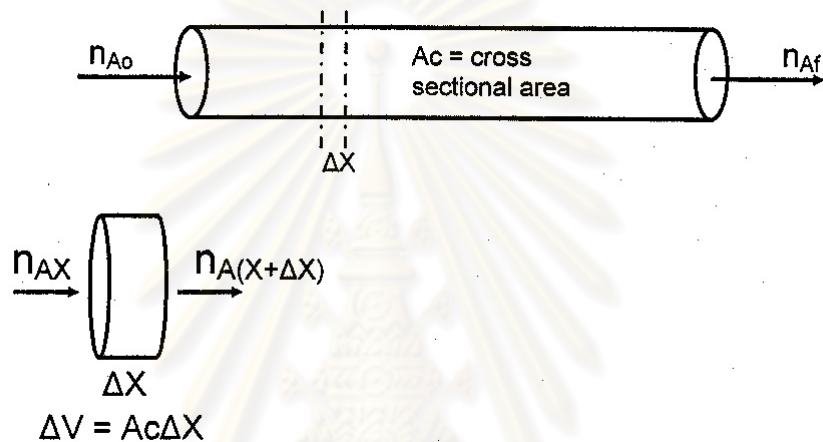 n_Ao
Ac = cross
sectional area
n_Af
ΔX
n_AX
n_A(X+ΔX)
ΔX
ΔV = AcΔX